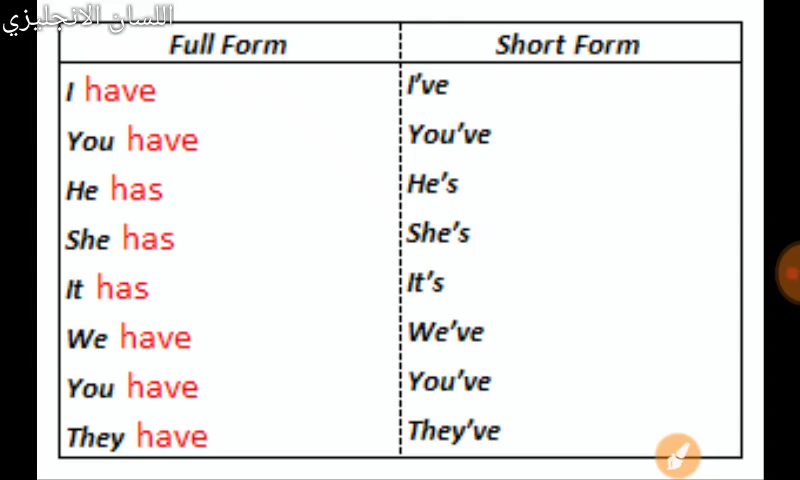 اللسان الانجليزي
Full Form Short Form
I have I've
You have You've
He has He's
She has She's
It has It's
We have We've
You have You've
They have They've